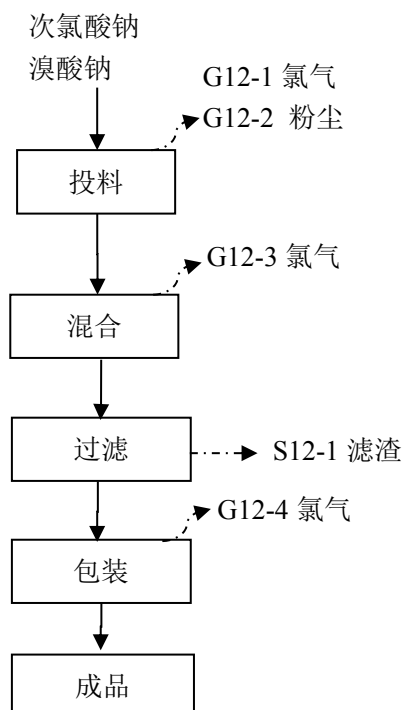 次氯酸钠
溴酸钠
G12-1 氯气
G12-2 粉尘
投料
G12-3 氯气
混合
过滤
S12-1 滤渣
G12-4 氯气
包装
成品